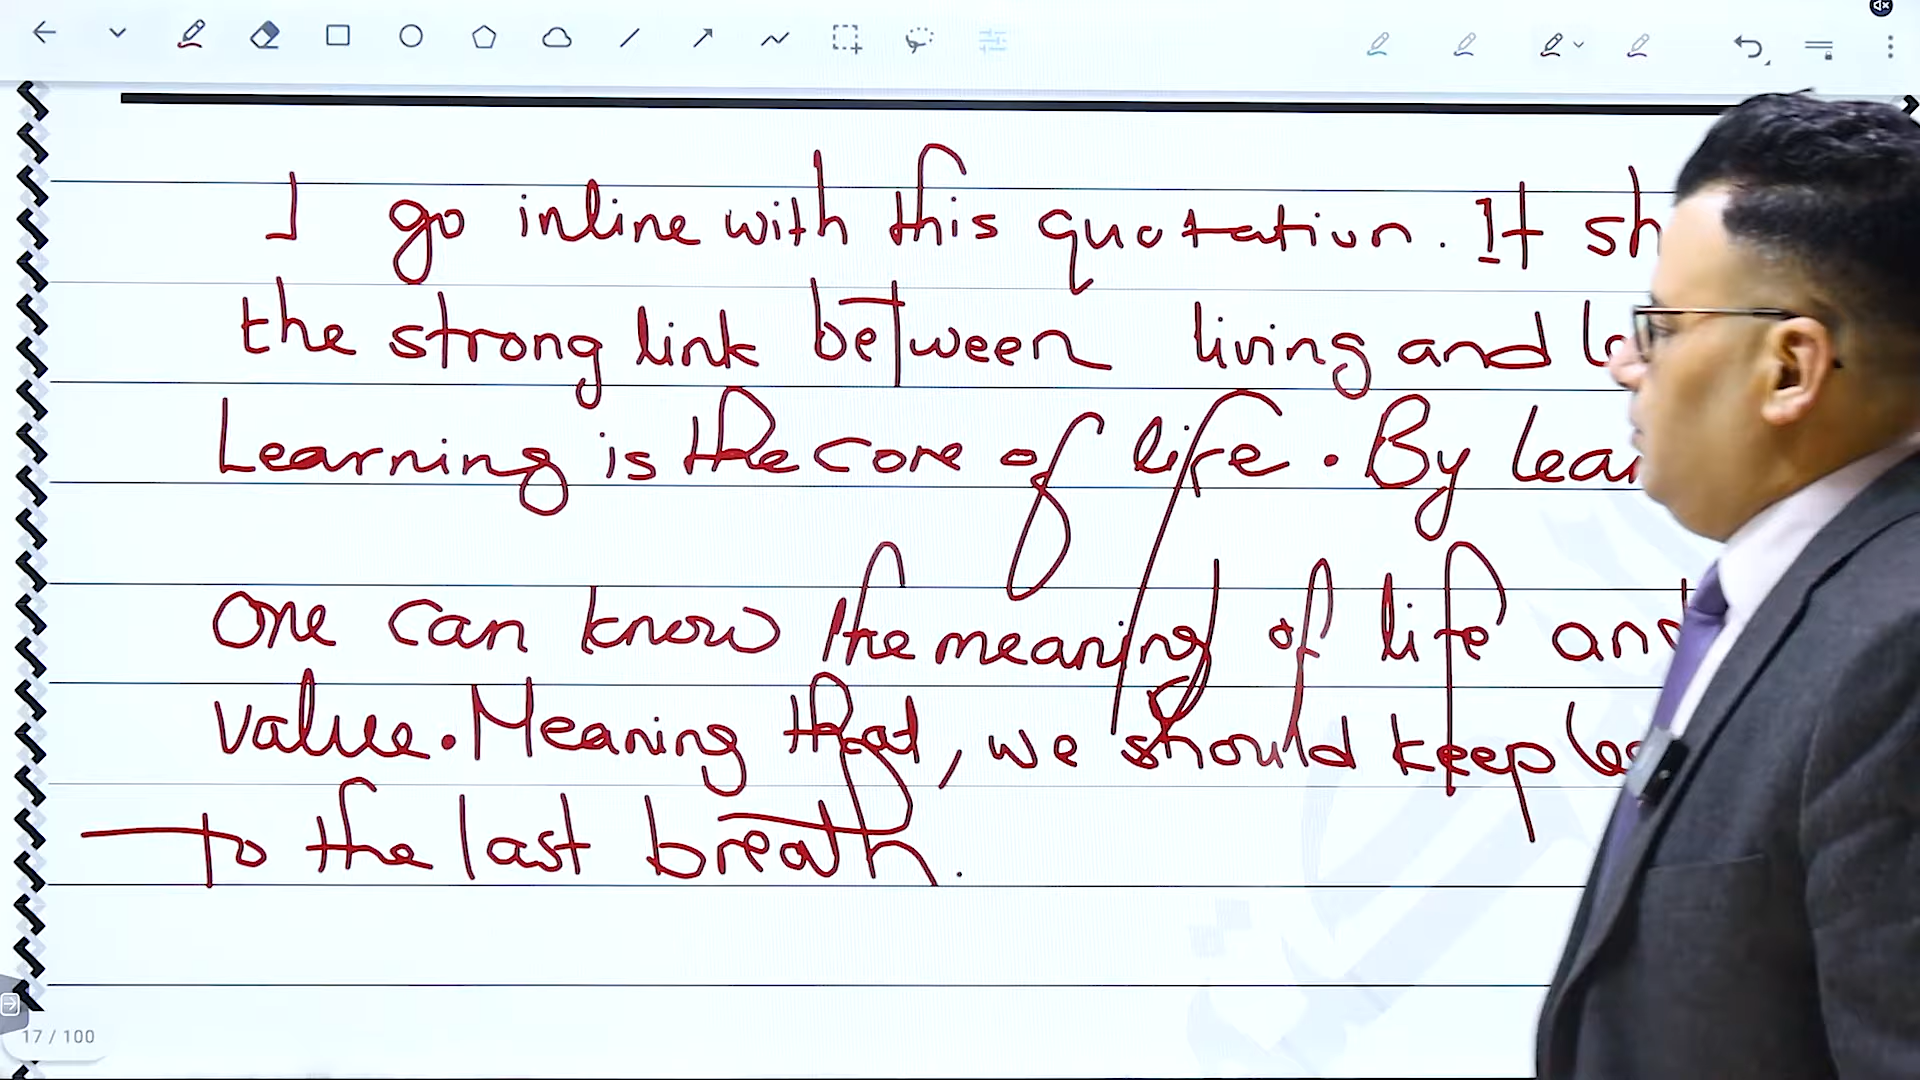 I go inline with this quotation. It sh
the strong link between living and l
Learning is the core of life. By lear
one can know the meaning of life and
value. Meaning that, we should keep le
to the last breath.
17 / 100